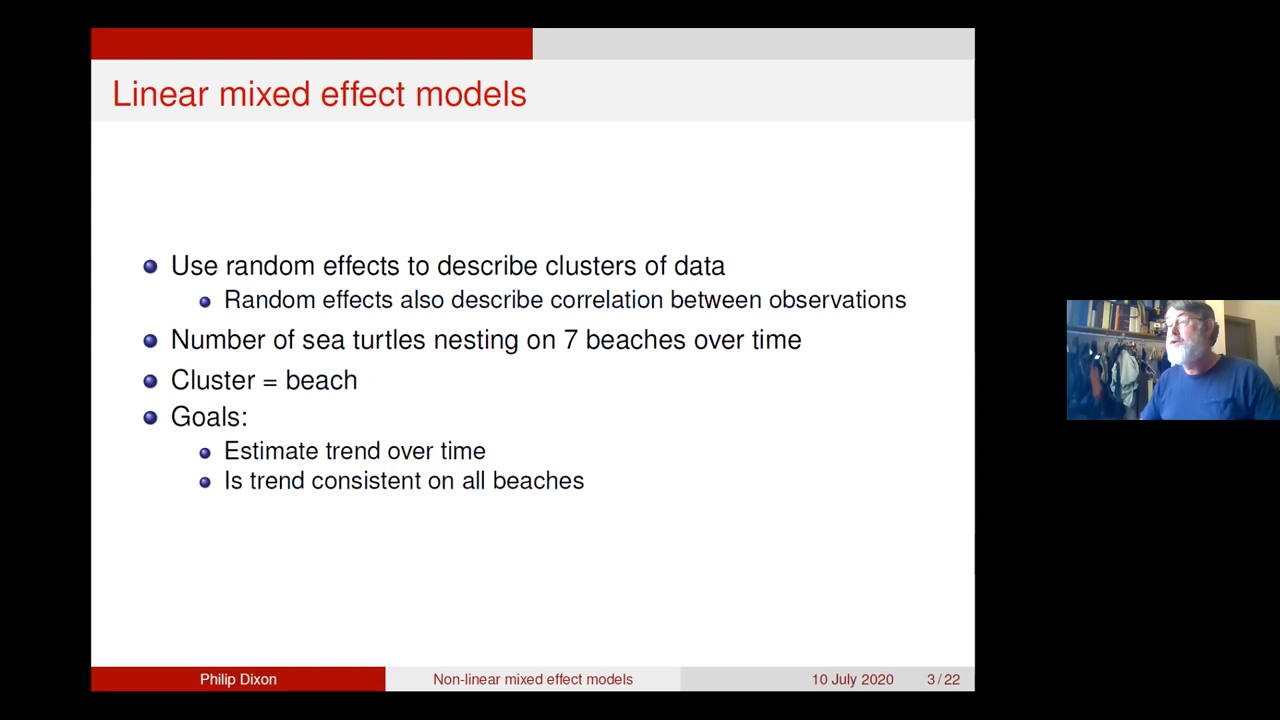 Linear mixed effect models
Use random effects to describe clusters of data
Random effects also describe correlation between observations
Number of sea turtles nesting on 7 beaches over time
Cluster = beach
Goals:
Estimate trend over time
Is trend consistent on all beaches
Philip Dixon
Non-linear mixed effect models
10 July 2020
3 / 22